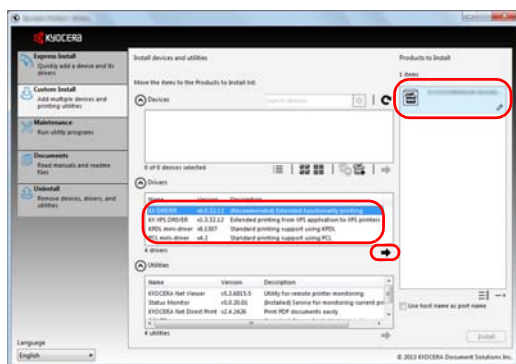 KYOCERA
Express Install
Quickly add a device and its
drivers
Custom Install
Add multiple devices and
printing utilities
Maintenance
Run utility programs
Documents
Read manuals and readme
files
Uninstall
Remove devices, drivers, and
utilities
Language
English
Install devices and utilities
Move the items to the Products to Install list.
Devices
Search devices
0 of 0 devices selected
Drivers
Name Version Description
KX DRIVER (Recommended) Extended functionality printing
KX XPS DRIVER Extended printing from XPS application to XPS printers
KPDL mini-driver Standard printing support using KPDL
PCL mini-driver v4.2 Standard printing support using PCL
4 drivers
Utilities
Name Version Description
KYOCERA Net Viewer Utility for remote printer monitoring
Status Monitor (Installed) Service for monitoring current pri
KYOCERA Net Direct Print Print PDF documents easily
4 utilities
Products to Install
1 items
Use host name as port name
Install
© 2013 KYOCERA Document Solutions Inc.